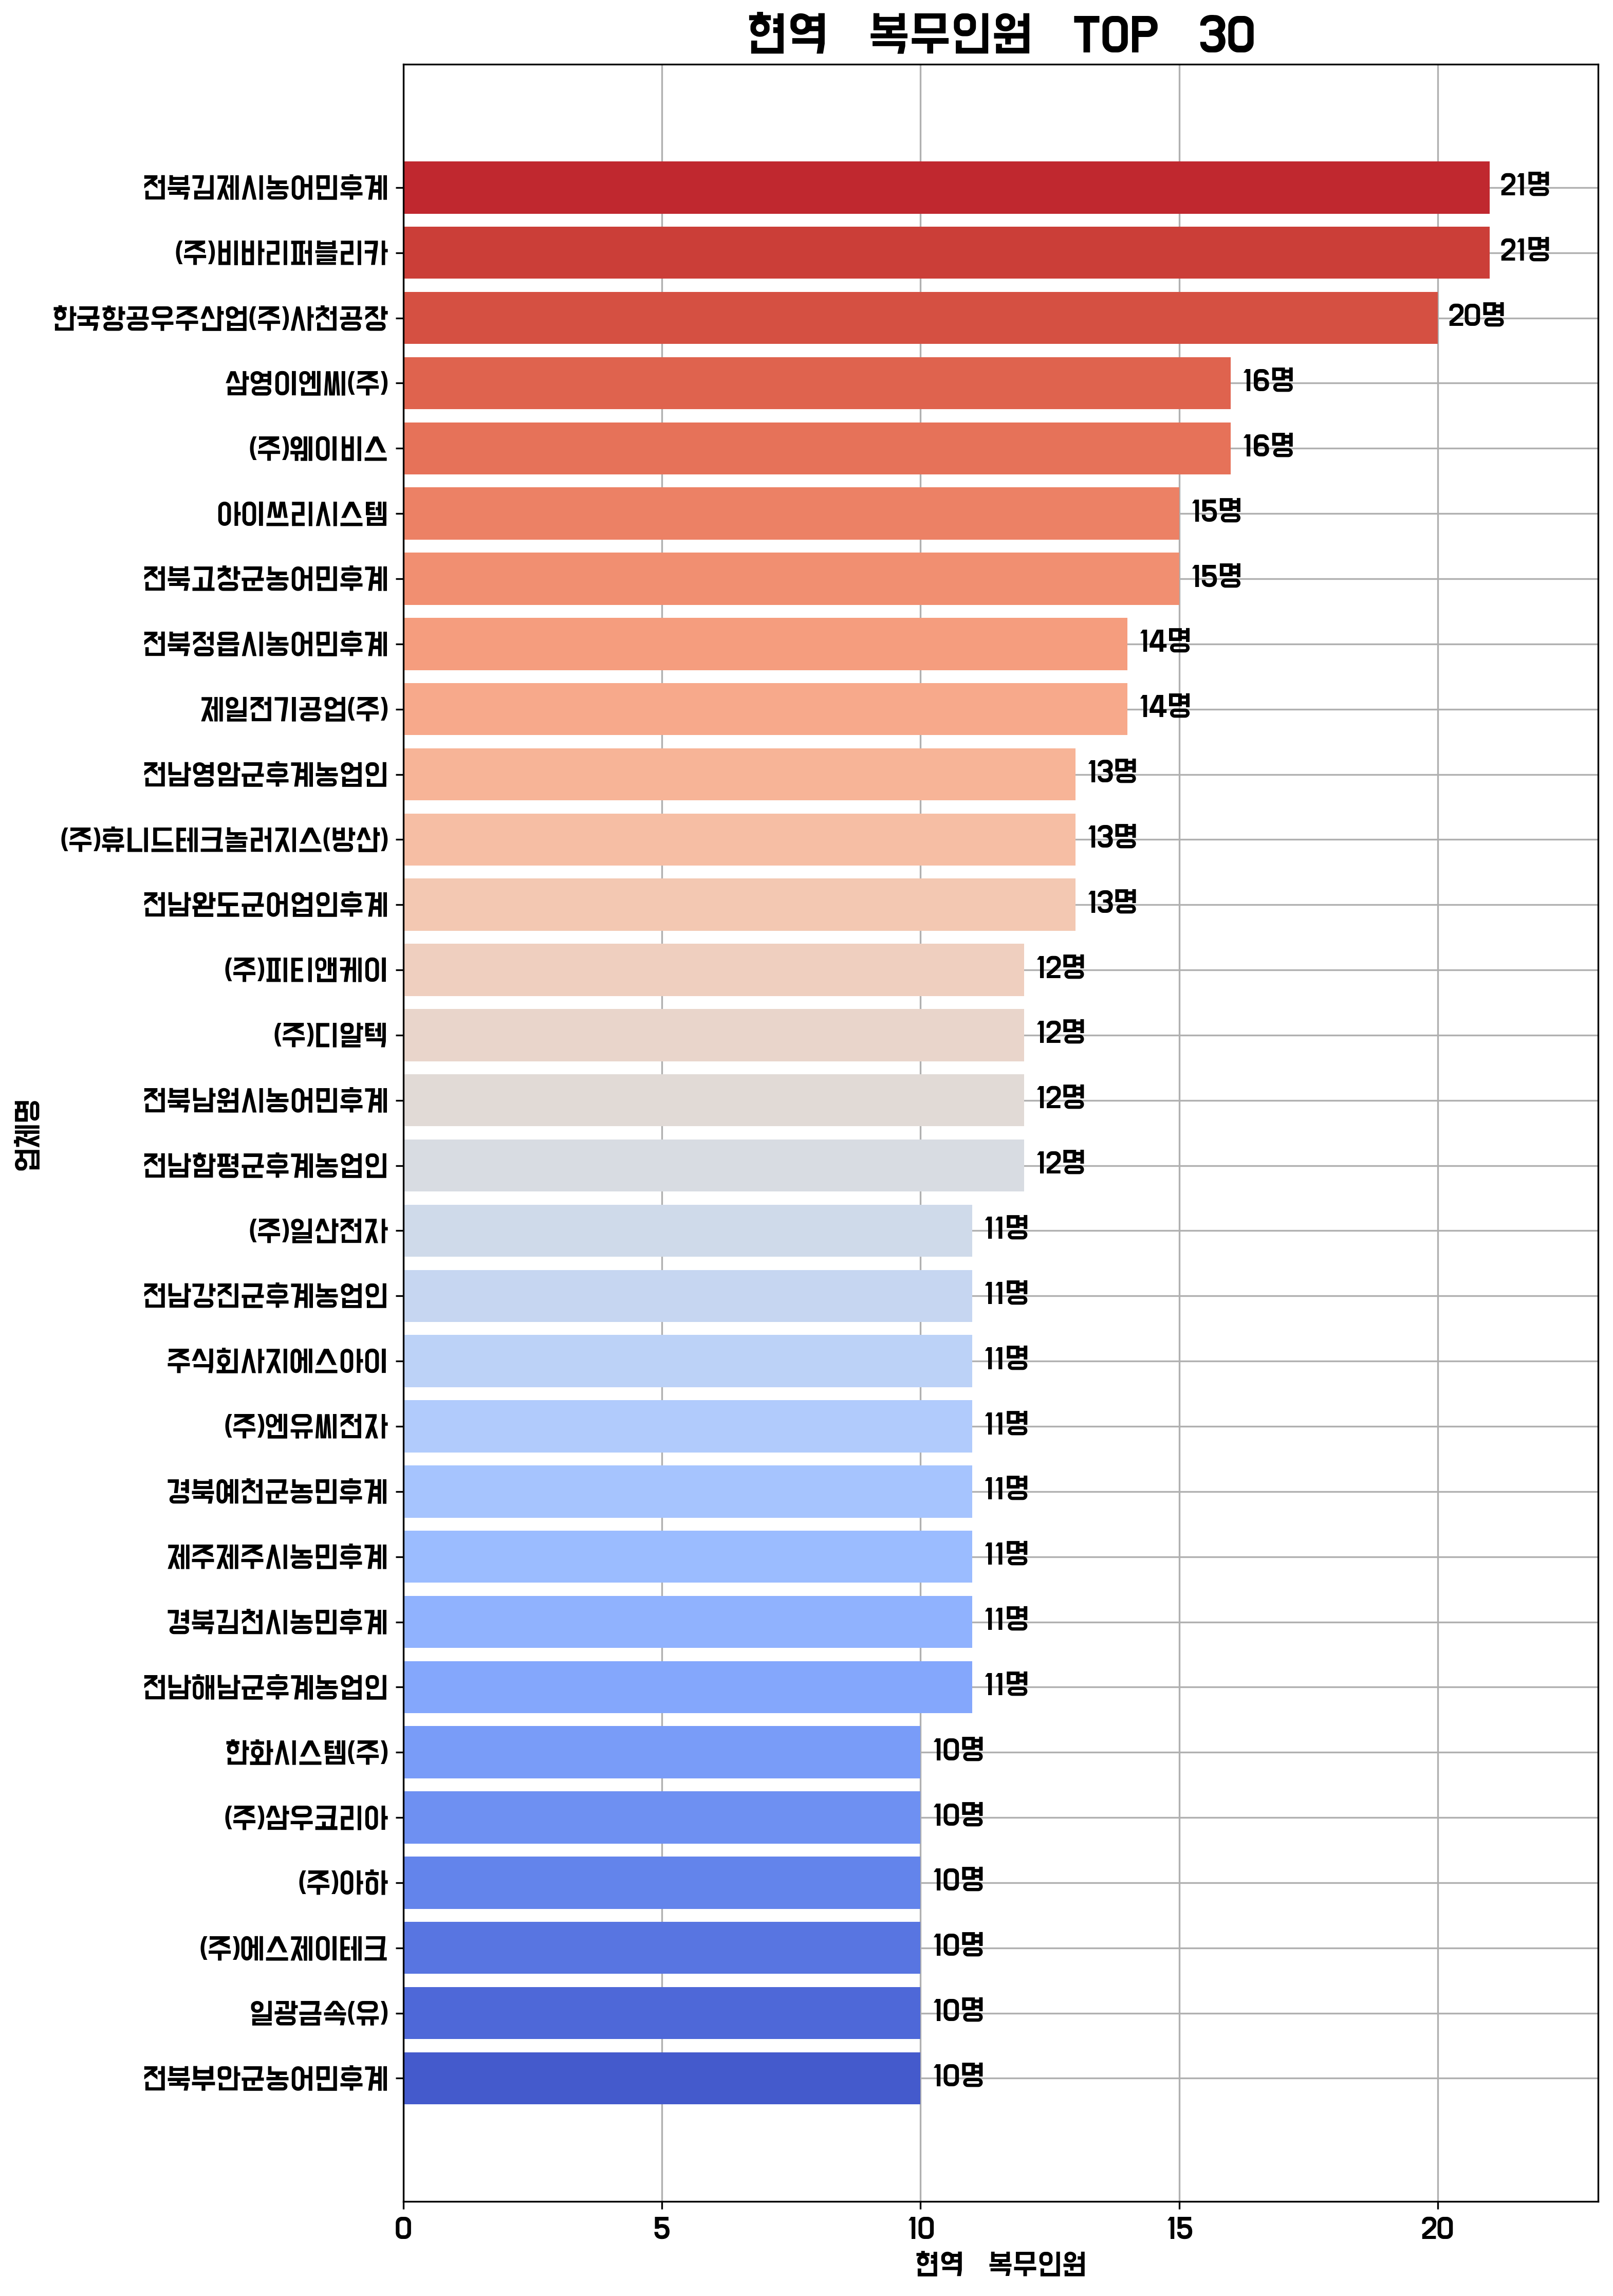 현역 복무인원 TOP 30
전북김제시농어민후계 21명
(주)비바리퍼블리카 21명
한국항공우주산업(주)사천공장 20명
삼영이엔씨(주) 16명
(주)웨이비스 16명
아이쓰리시스템 15명
전북고창군농어민후계 15명
전북정읍시농어민후계 14명
제일전기공업(주) 14명
전남영암군후계농업인 13명
(주)휴니드테크놀러지스(방산) 13명
전남완도군어업인후계 13명
(주)피티앤케이 12명
(주)디알텍 12명
전북남원시농어민후계 12명
전남함평군후계농업인 12명
(주)일산전자 11명
전남강진군후계농업인 11명
주식회사지에스아이 11명
(주)엔유씨전자 11명
경북예천군농민후계 11명
제주제주시농민후계 11명
경북김천시농민후계 11명
전남해남군후계농업인 11명
한화시스템(주) 10명
(주)삼우코리아 10명
(주)아하 10명
(주)에스제이테크 10명
일광금속(유) 10명
전북부안군농어민후계 10명
업체명
0 5 10 15 20
현역 복무인원